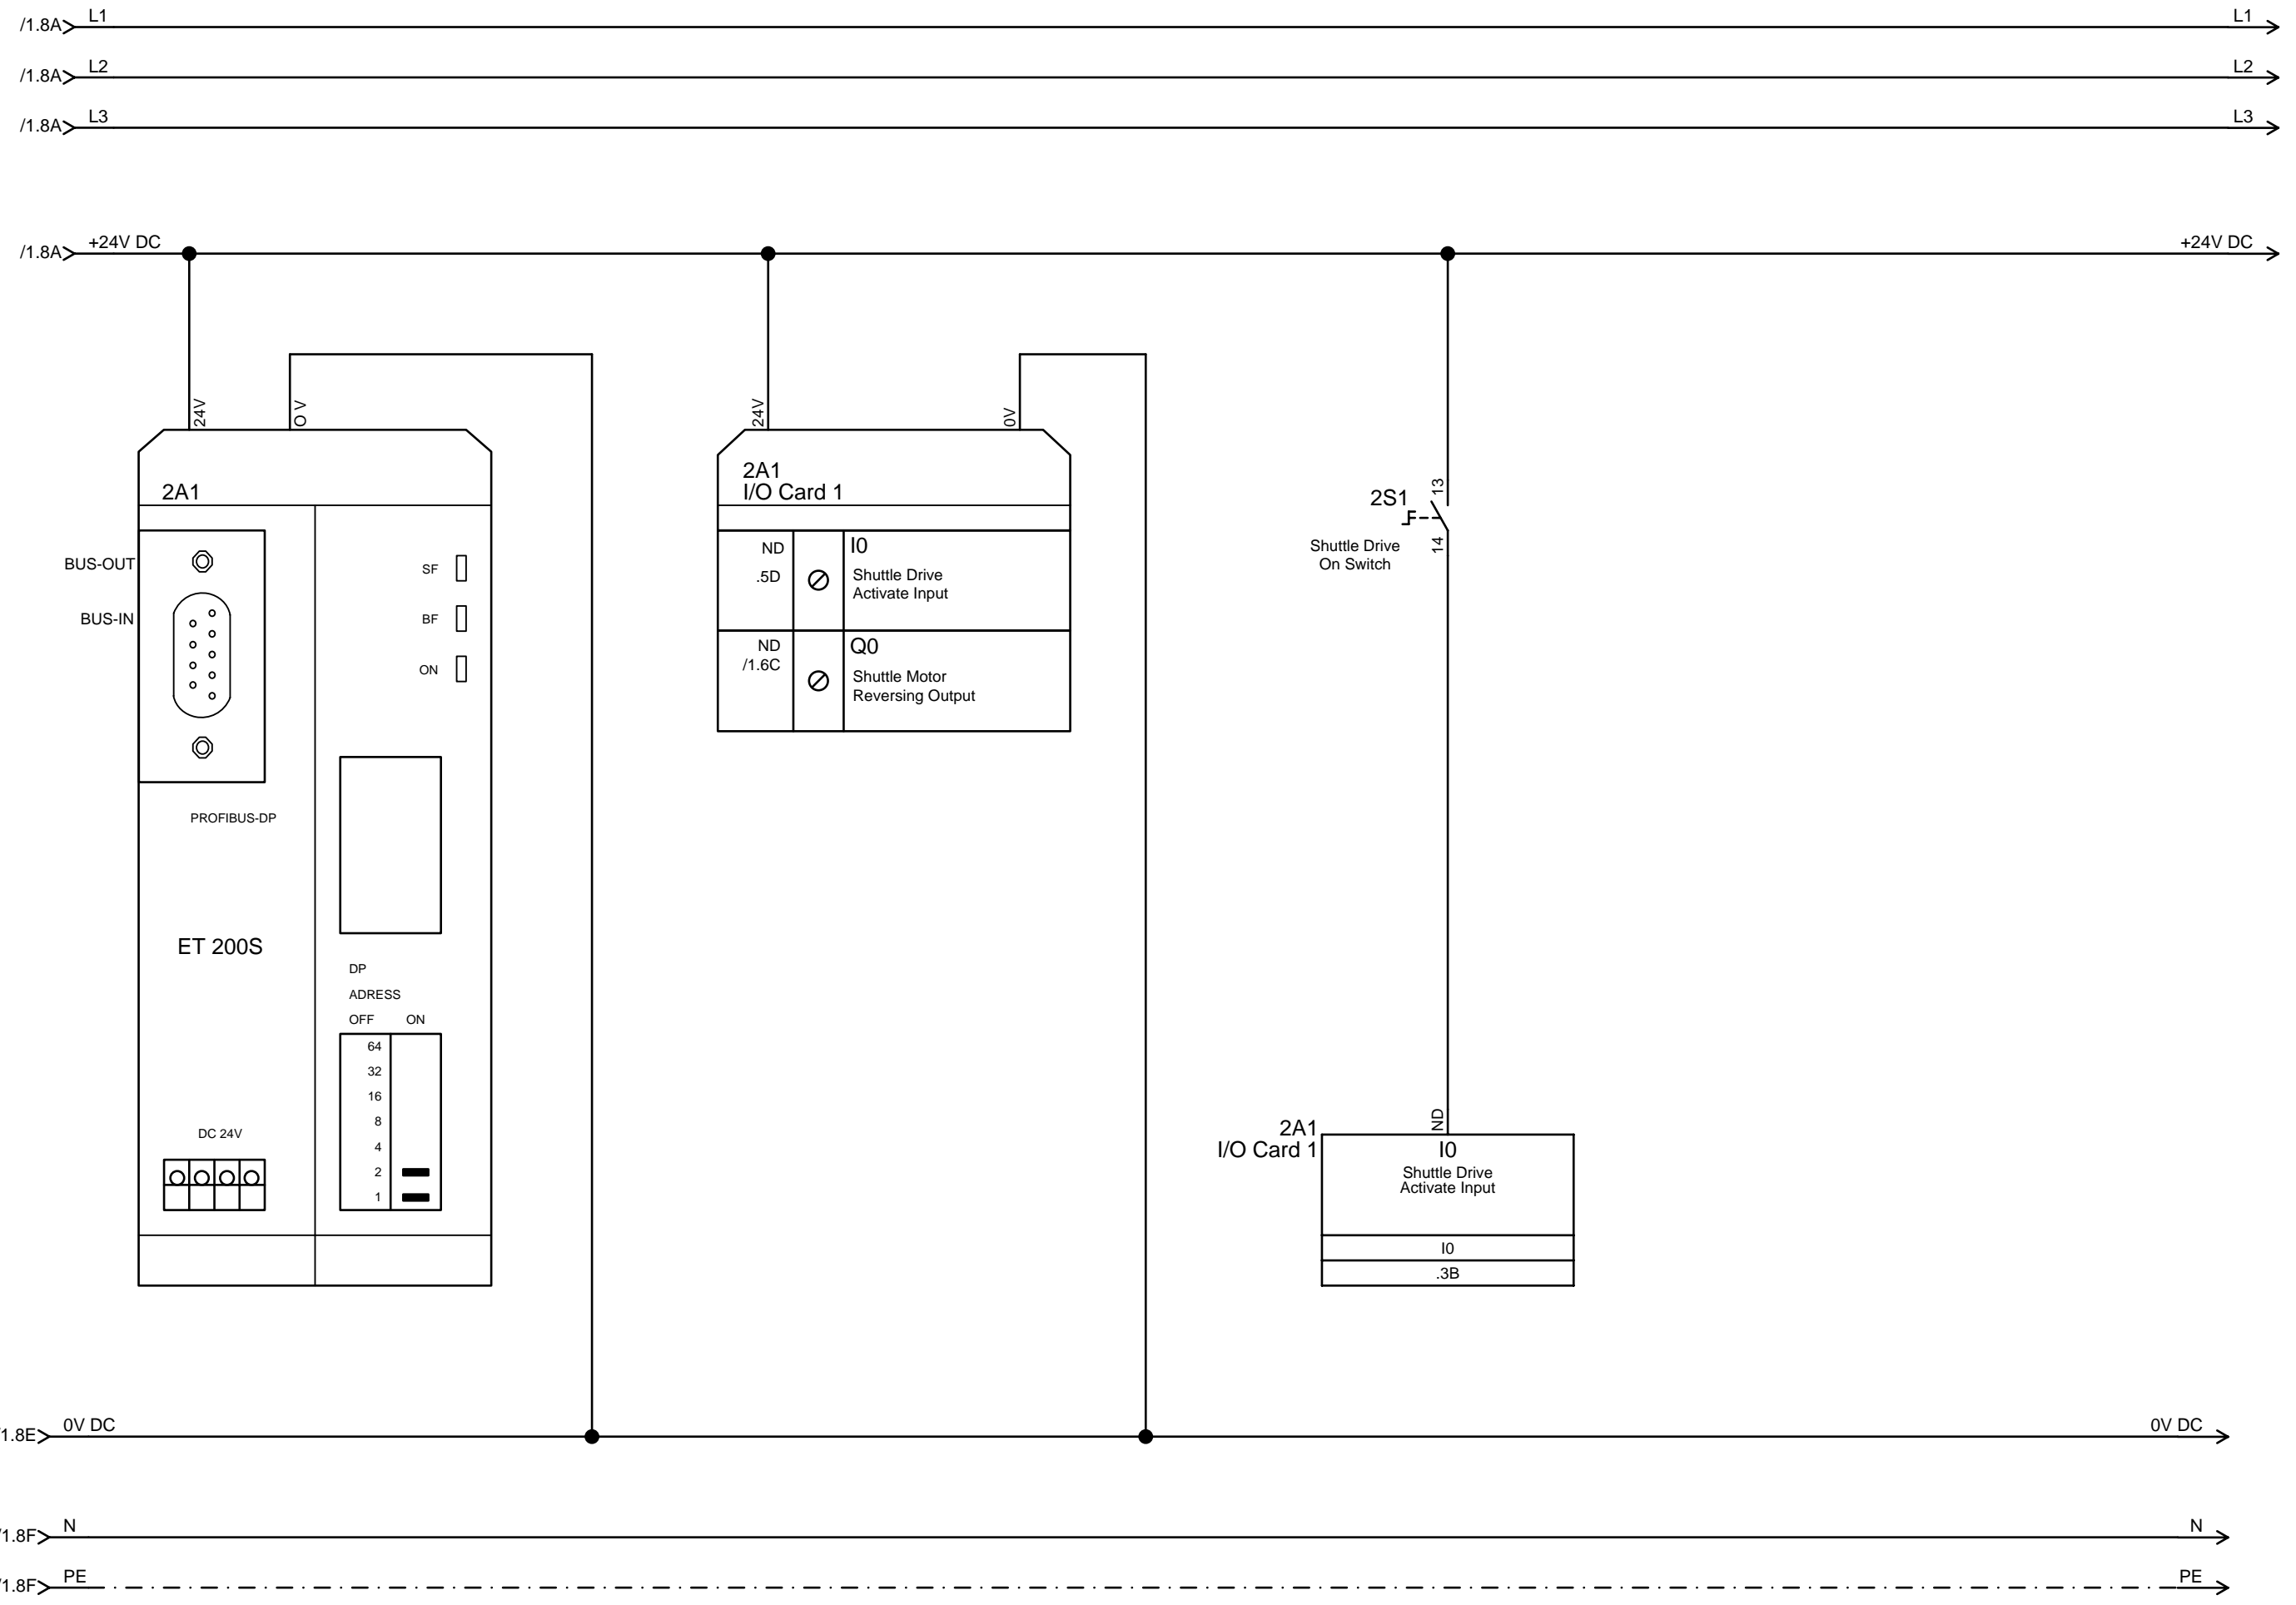 /1.8A L1 L1
/1.8A L2 L2
/1.8A L3 L3
/1.8A +24V DC +24V DC
24V
O V
2A1
BUS-OUT
BUS-IN
SF
BF
ON
PROFIBUS-DP
ET 200S
DP
ADRESS
OFF ON
64
32
16
8
4
2
1
DC 24V
24V
0V
2A1
I/O Card 1
ND
.5D
I0
Shuttle Drive
Activate Input
ND
/1.6C
Q0
Shuttle Motor
Reversing Output
2S1
13
14
Shuttle Drive
On Switch
2A1
I/O Card 1
ND
I0
Shuttle Drive
Activate Input
I0
.3B
1.8E 0V DC 0V DC
1.8F N N
1.8F PE PE